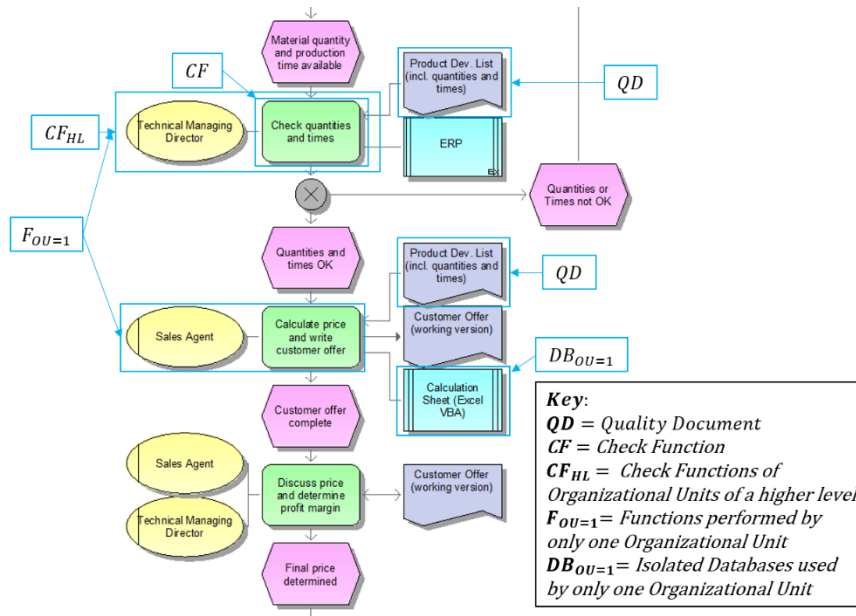 Material quantity
and production
time available
CF
Product Dev. List
(incl. quantities and
times)
QD
CF_HL
Technical Managing
Director
Check quantities
and times
ERP
EX
Quantities or
Times not OK
F_OU=1
Quantities and
times OK
Product Dev. List
(incl. quantities and
times)
QD
Sales Agent
Calculate price
and write
customer offer
Customer Offer
(working version)
DB_OU=1
Calculation
Sheet (Excel
VBA)
Customer offer
complete
Sales Agent
Technical Managing
Director
Discuss price
and determine
profit margin
Customer Offer
(working version)
Final price
determined
Key:
QD = Quality Document
CF = Check Function
CF_HL = Check Functions of
Organizational Units of a higher level
F_OU=1= Functions performed by
only one Organizational Unit
DB_OU=1= Isolated Databases used
by only one Organizational Unit